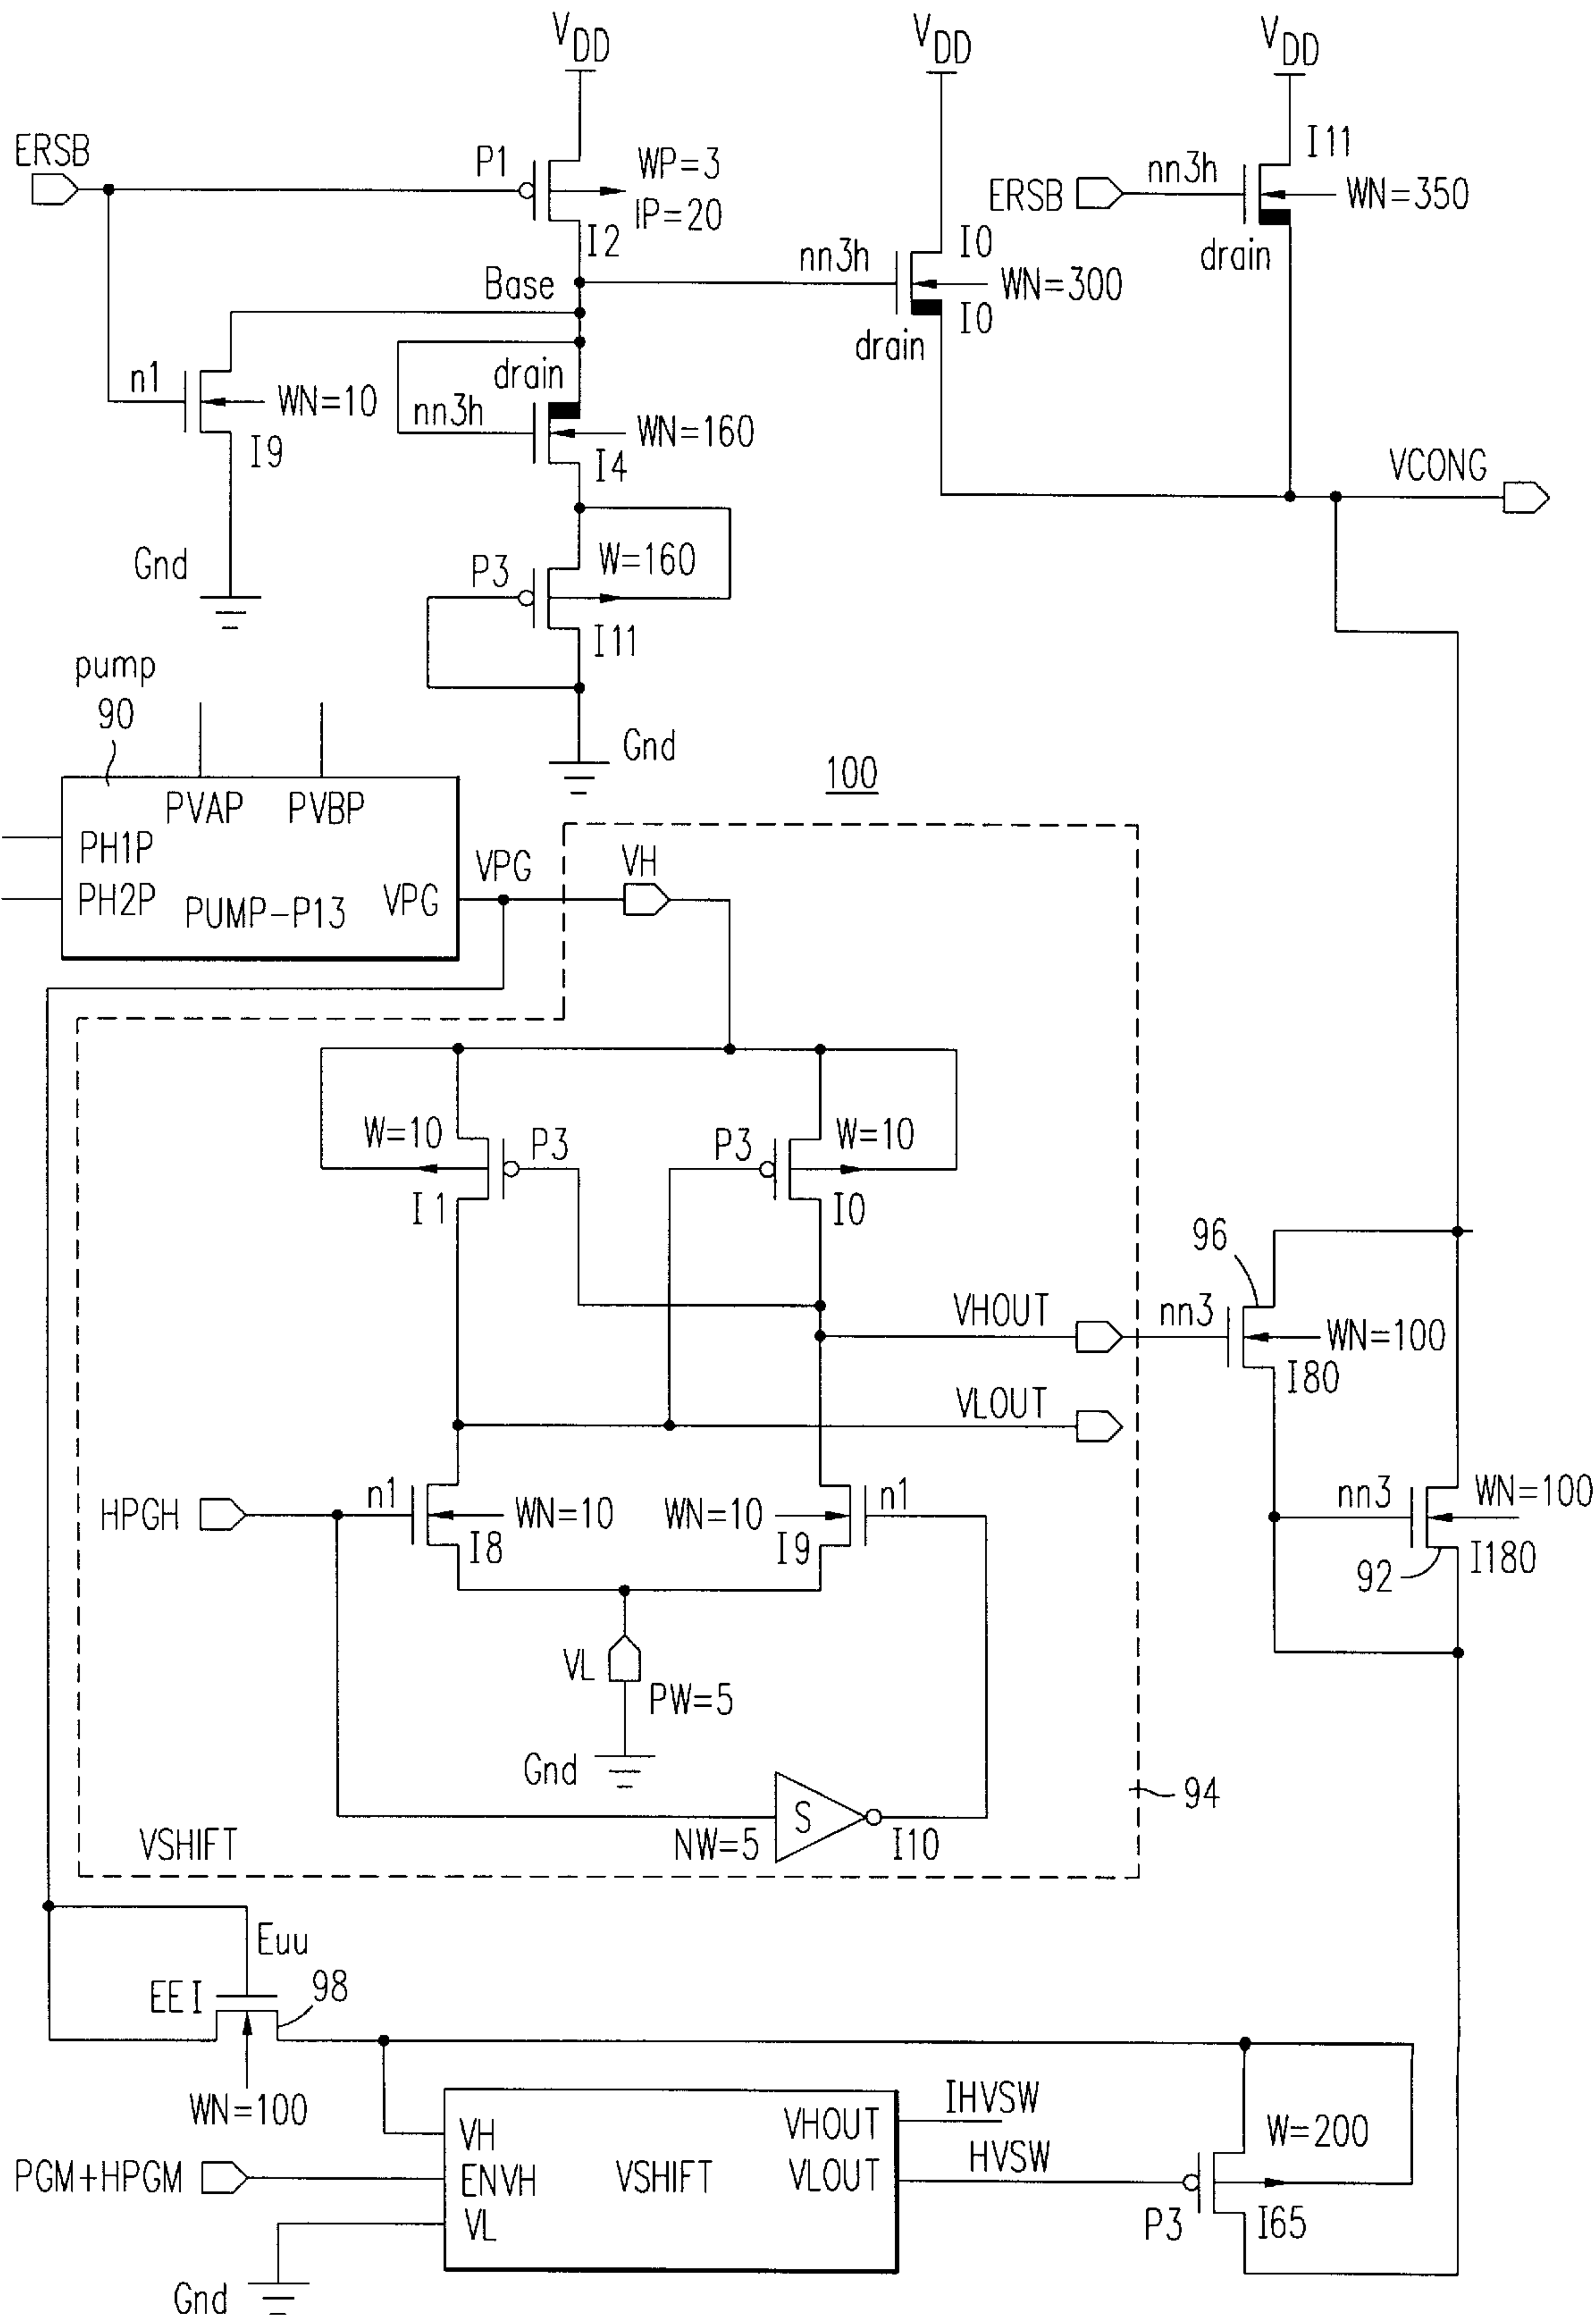 VDD
VDD
VDD
ERSB
P1
WP=3
IP=20
I2
Base
nn3h
I0
WN=300
I0
drain
ERSB
nn3h
I11
WN=350
drain
n1
WN=10
I9
drain
nn3h
WN=160
I4
VCONG
Gnd
P3
W=160
I11
Gnd
pump
90
PVAP
PVBP
PH1P
PH2P
PUMP-P13
VPG
VPG
VH
100
W=10
P3
I1
P3
W=10
I0
VHOUT
VLOUT
96
nn3
WN=100
I80
HPGH
n1
WN=10
I8
WN=10
n1
I9
nn3
WN=100
I180
92
VL
PW=5
Gnd
S
NW=5
I10
VSHIFT
94
Euu
EEI
98
WN=100
VH
ENVH
VL
VSHIFT
VHOUT
VLOUT
IHVSW
HVSW
PGM+HPGM
W=200
P3
I65
Gnd